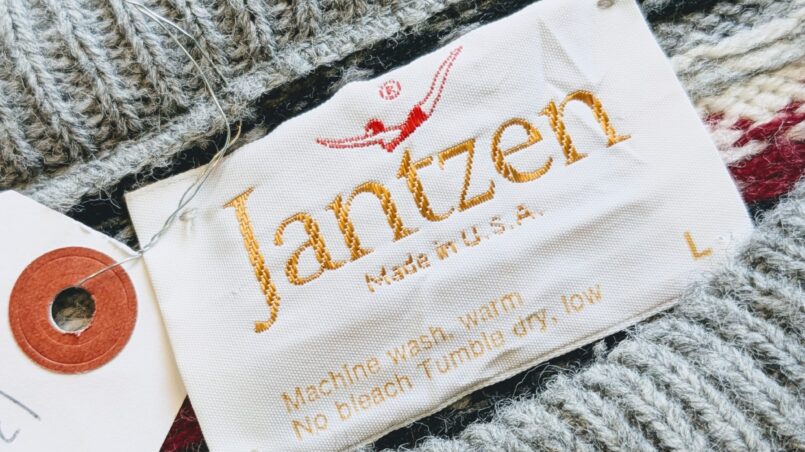 ®
Jantzen
Made in U.S.A.
L
Machine wash, warm
No bleach Tumble dry, low